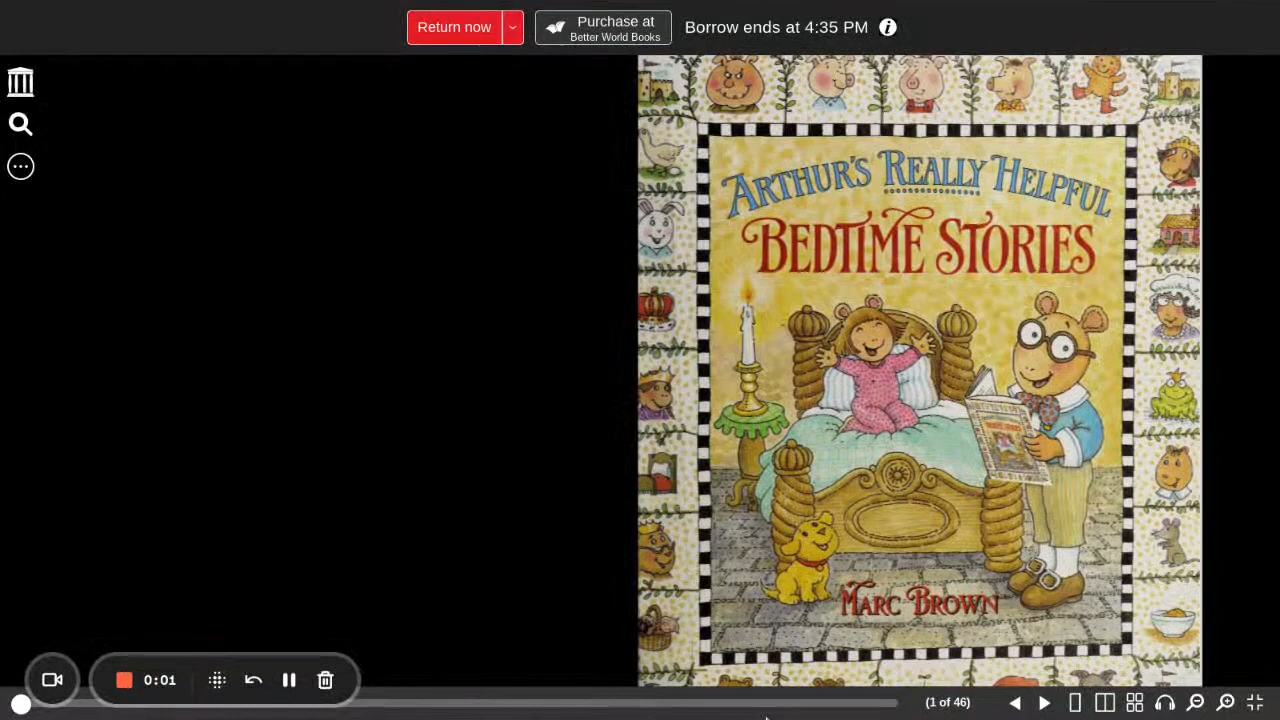 Return now
Purchase at
Better World Books
Borrow ends at 4:35 PM
ARTHUR'S REALLY HELPFUL
BEDTIME STORIES
MARC BROWN
0:01
(1 of 46)